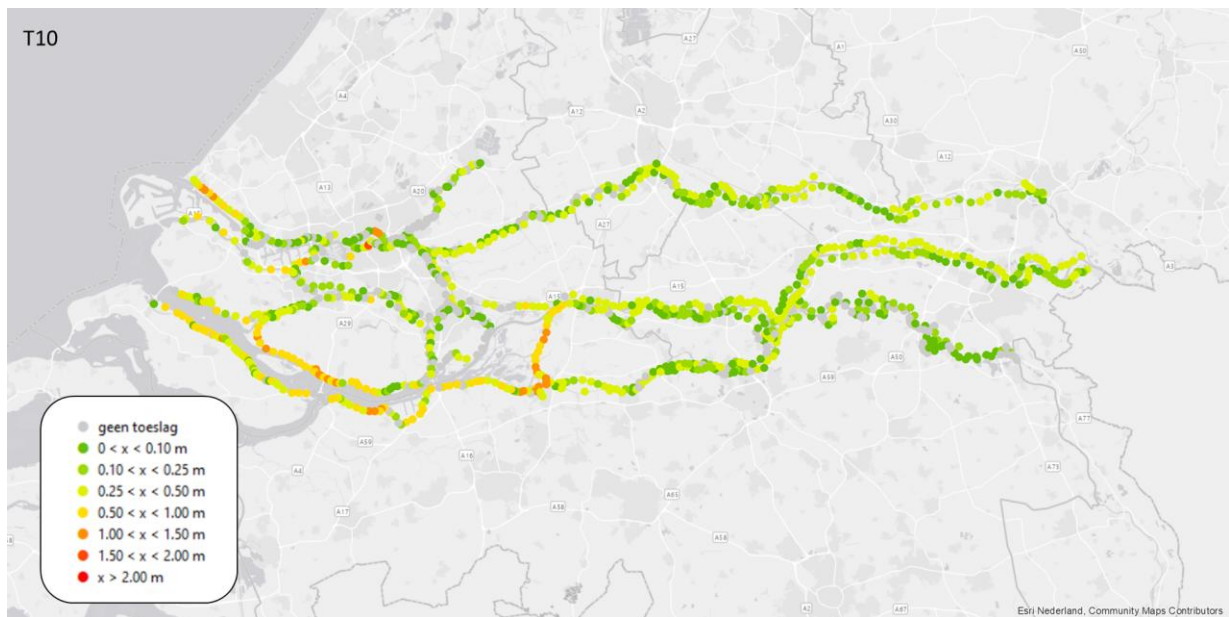 T10
A27
A1
A50
A4
A12
A2
A30
A12
A13
A20
A27
A3
A15
A15
A29
A50
A59
A59
A16
A77
A4
A73
A17
A58
A65
A58
A2
A67
geen toeslag
0 < x < 0.10 m
0.10 < x < 0.25 m
0.25 < x < 0.50 m
0.50 < x < 1.00 m
1.00 < x < 1.50 m
1.50 < x < 2.00 m
x > 2.00 m
Esri Nederland, Community Maps Contributors